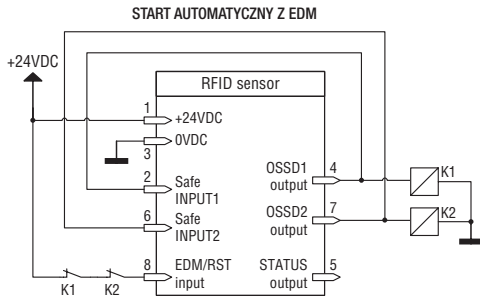 START AUTOMATYCZNY Z EDM
+24VDC
RFID sensor
1
+24VDC
0VDC
3
2
Safe
INPUT1
6
Safe
INPUT2
8
EDM/RST
input
OSSD1
output
4
OSSD2
output
7
STATUS
output
5
K1
K2
K1
K2